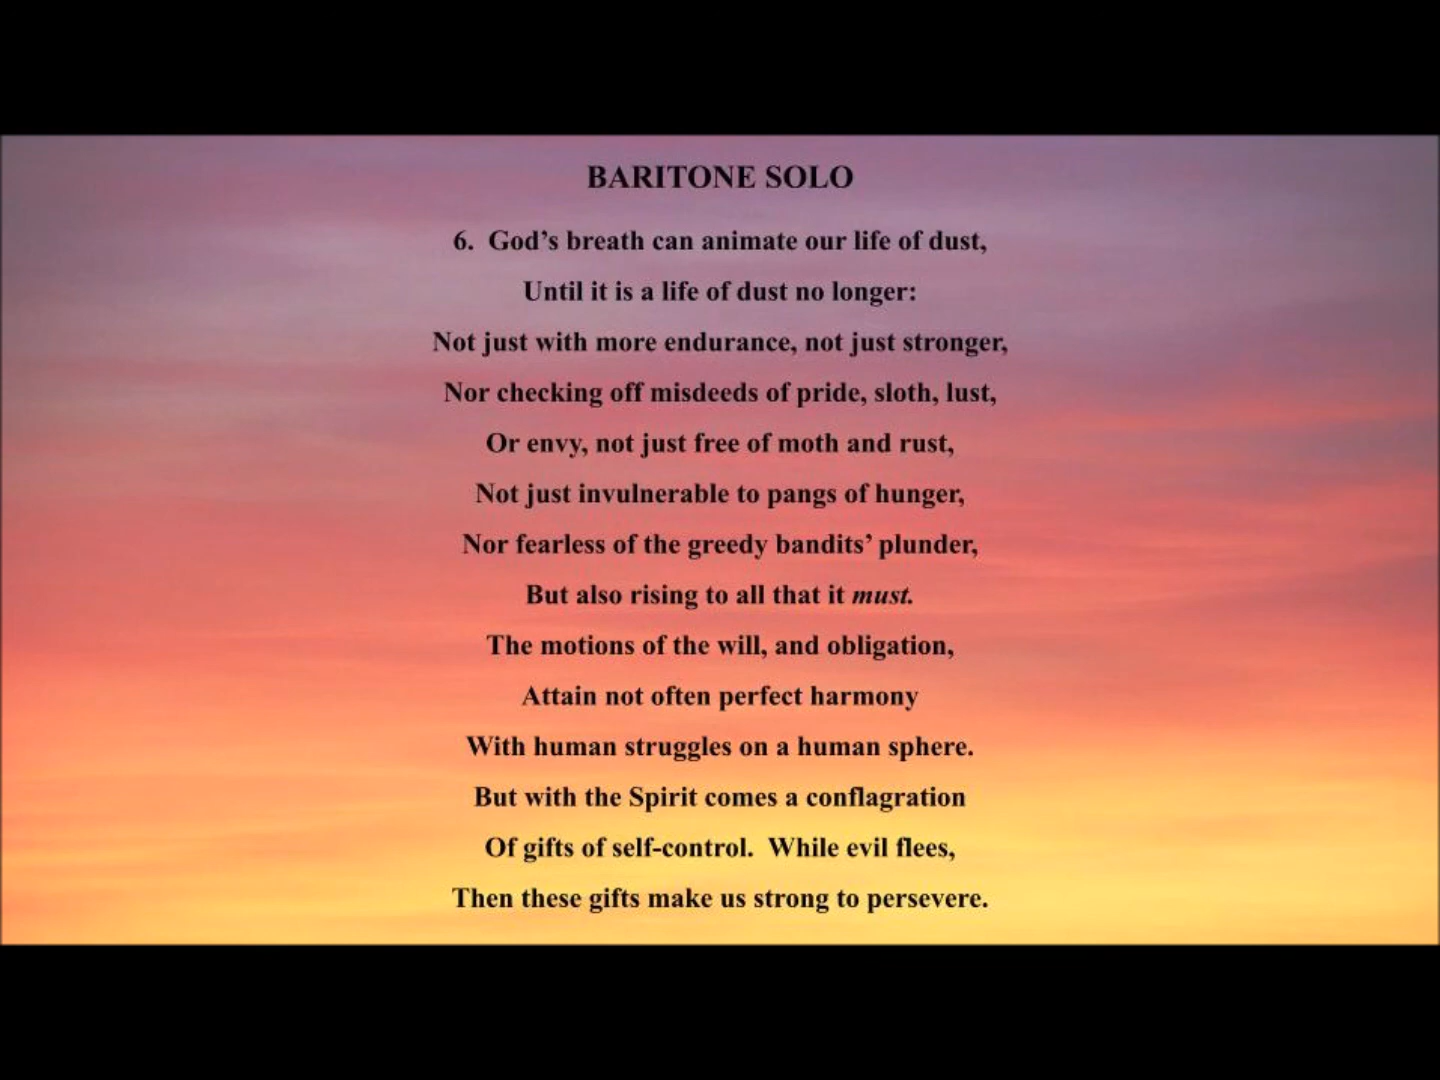 BARITONE SOLO
6.  God’s breath can animate our life of dust,
Until it is a life of dust no longer:
Not just with more endurance, not just stronger,
Nor checking off misdeeds of pride, sloth, lust,
Or envy, not just free of moth and rust,
Not just invulnerable to pangs of hunger,
Nor fearless of the greedy bandits’ plunder,
But also rising to all that it must.
The motions of the will, and obligation,
Attain not often perfect harmony
With human struggles on a human sphere.
But with the Spirit comes a conflagration
Of gifts of self-control.  While evil flees,
Then these gifts make us strong to persevere.